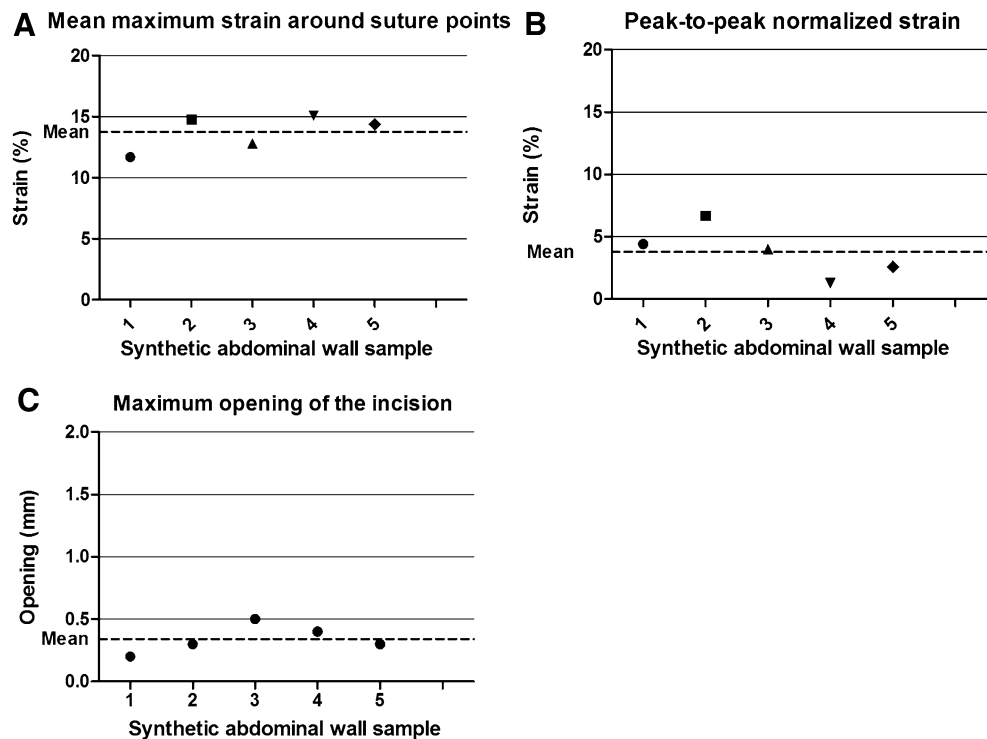 A Mean maximum strain around suture points
20
15
Mean
10
5
0
Strain (%)
1 2 3 4 5
Synthetic abdominal wall sample
B Peak-to-peak normalized strain
20
15
10
5
Mean
0
Strain (%)
1 2 3 4 5
Synthetic abdominal wall sample
C Maximum opening of the incision
2.0
1.5
1.0
0.5
Mean
0.0
Opening (mm)
1 2 3 4 5
Synthetic abdominal wall sample